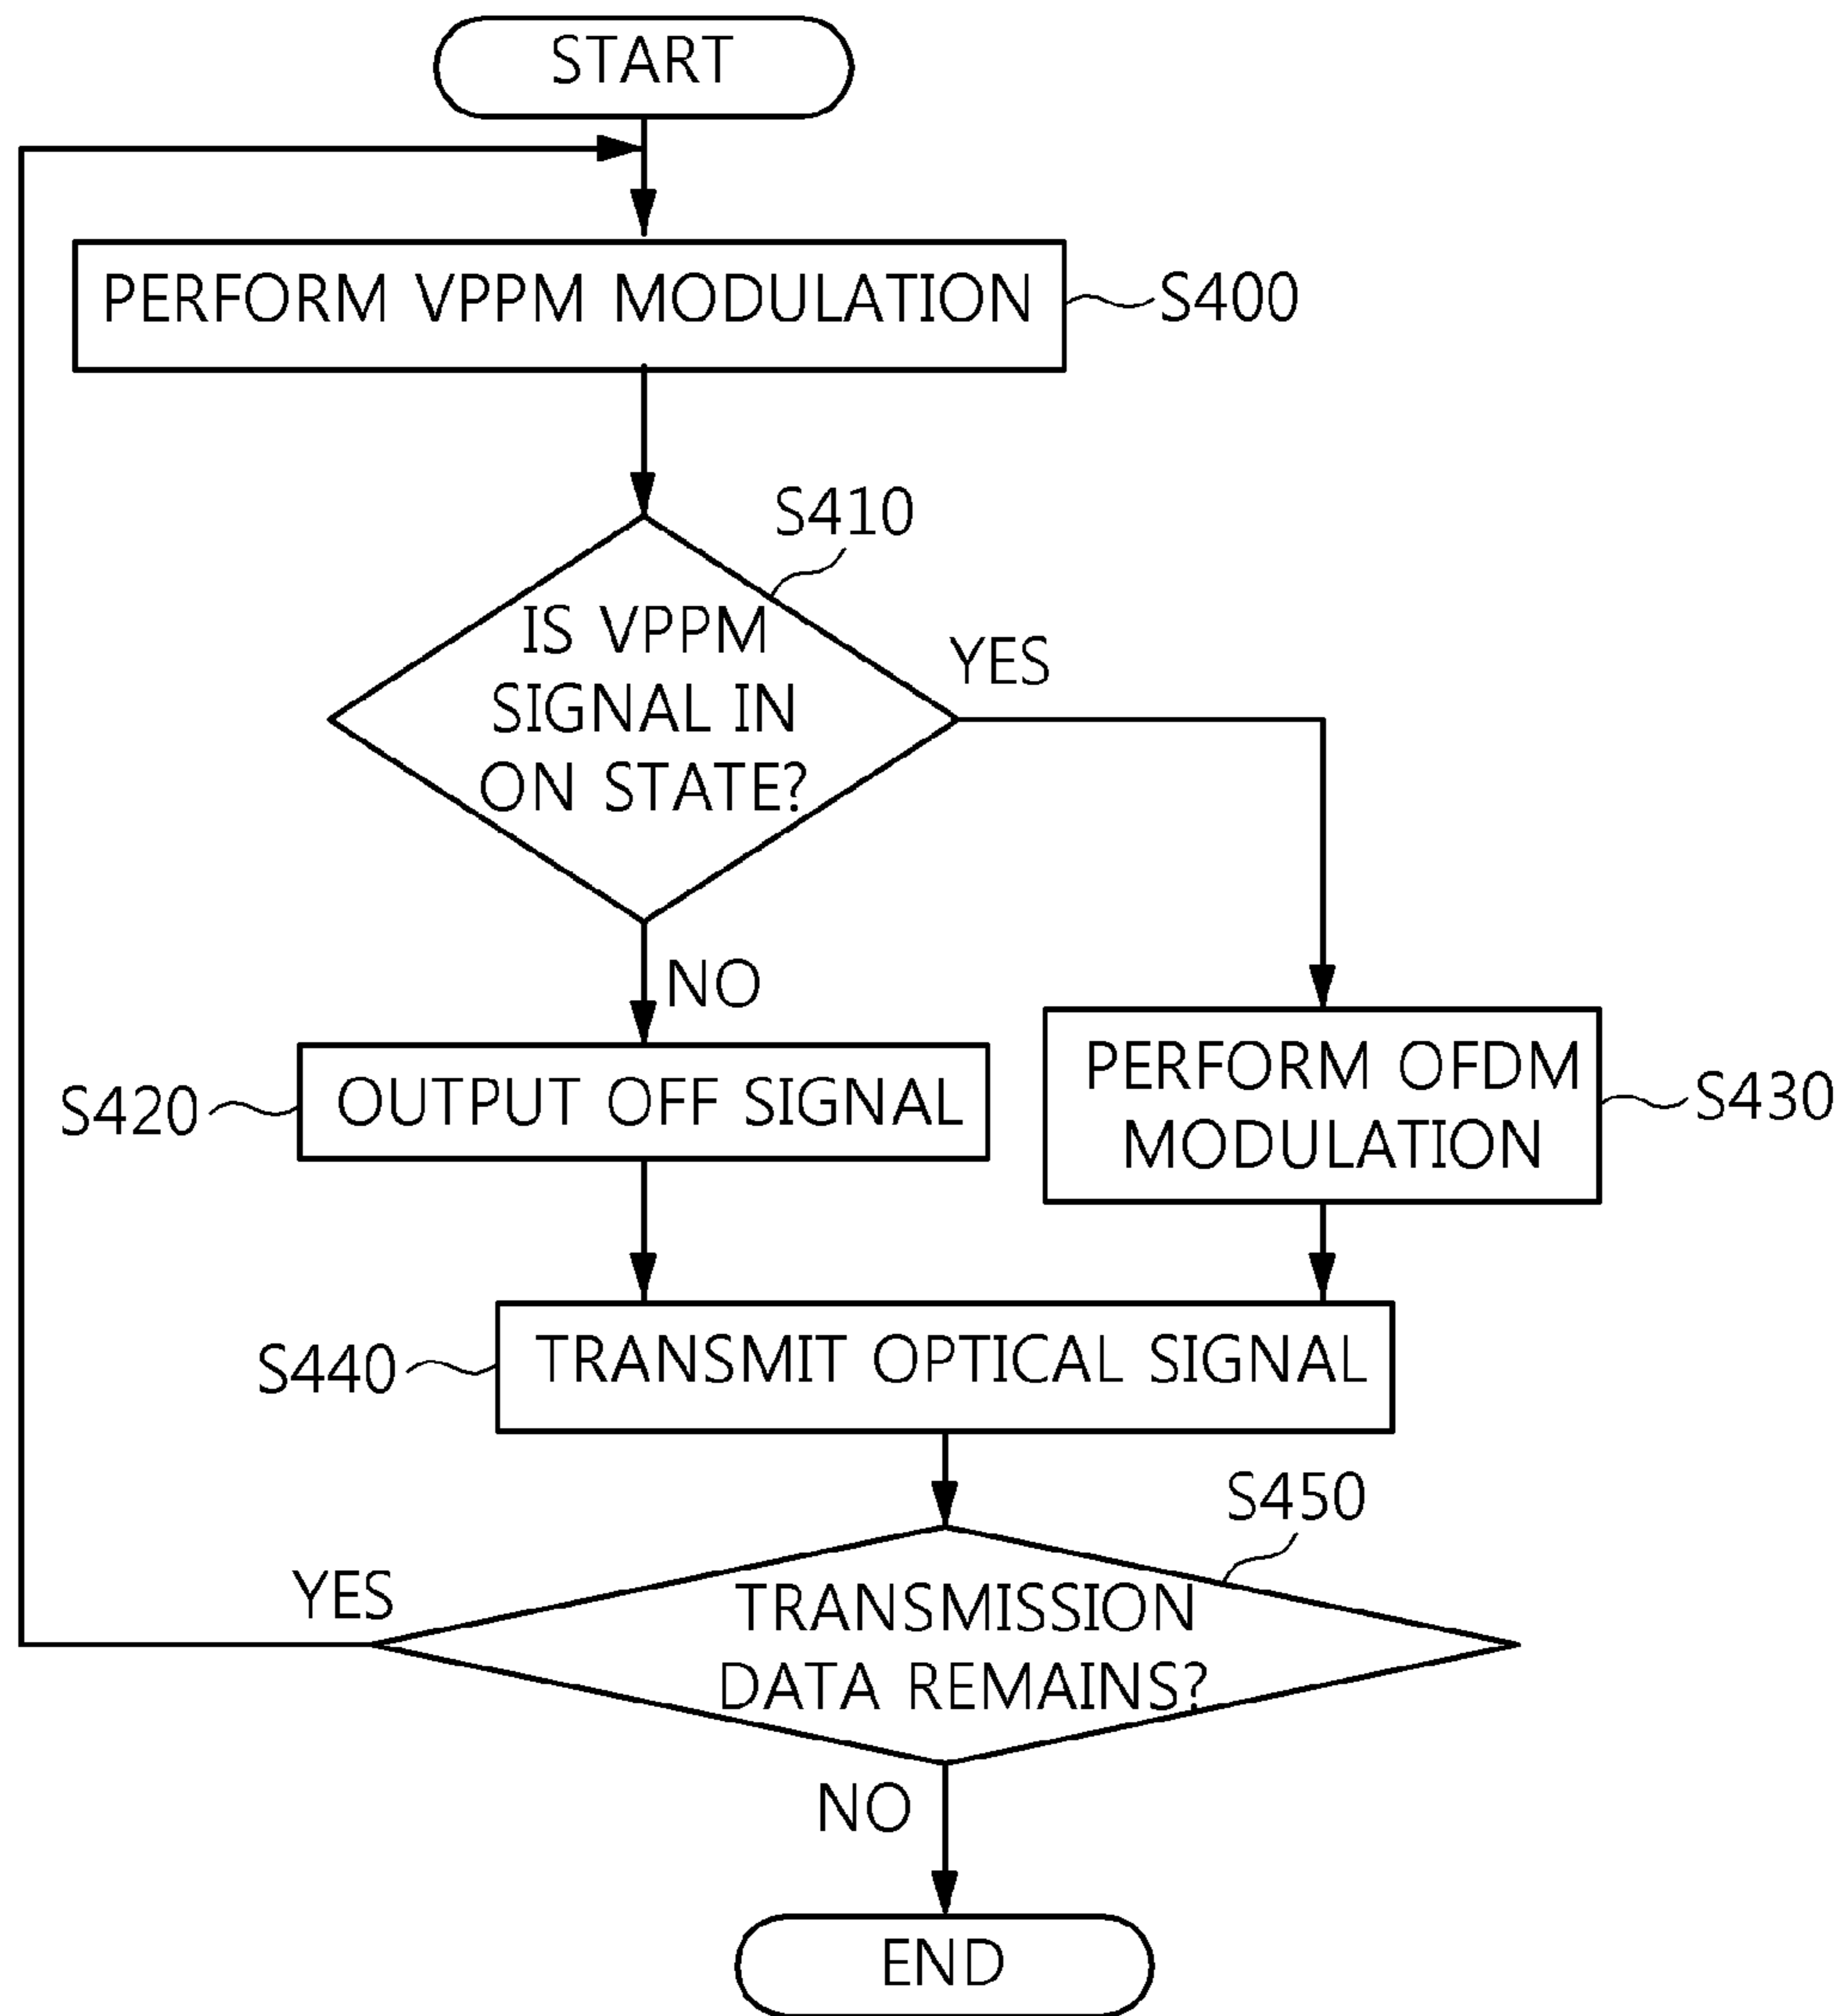 START
PERFORM VPPM MODULATION
S400
S410
IS VPPM
SIGNAL IN
ON STATE?
YES
NO
S420
OUTPUT OFF SIGNAL
PERFORM OFDM
MODULATION
S430
S440
TRANSMIT OPTICAL SIGNAL
S450
YES
TRANSMISSION
DATA REMAINS?
NO
END